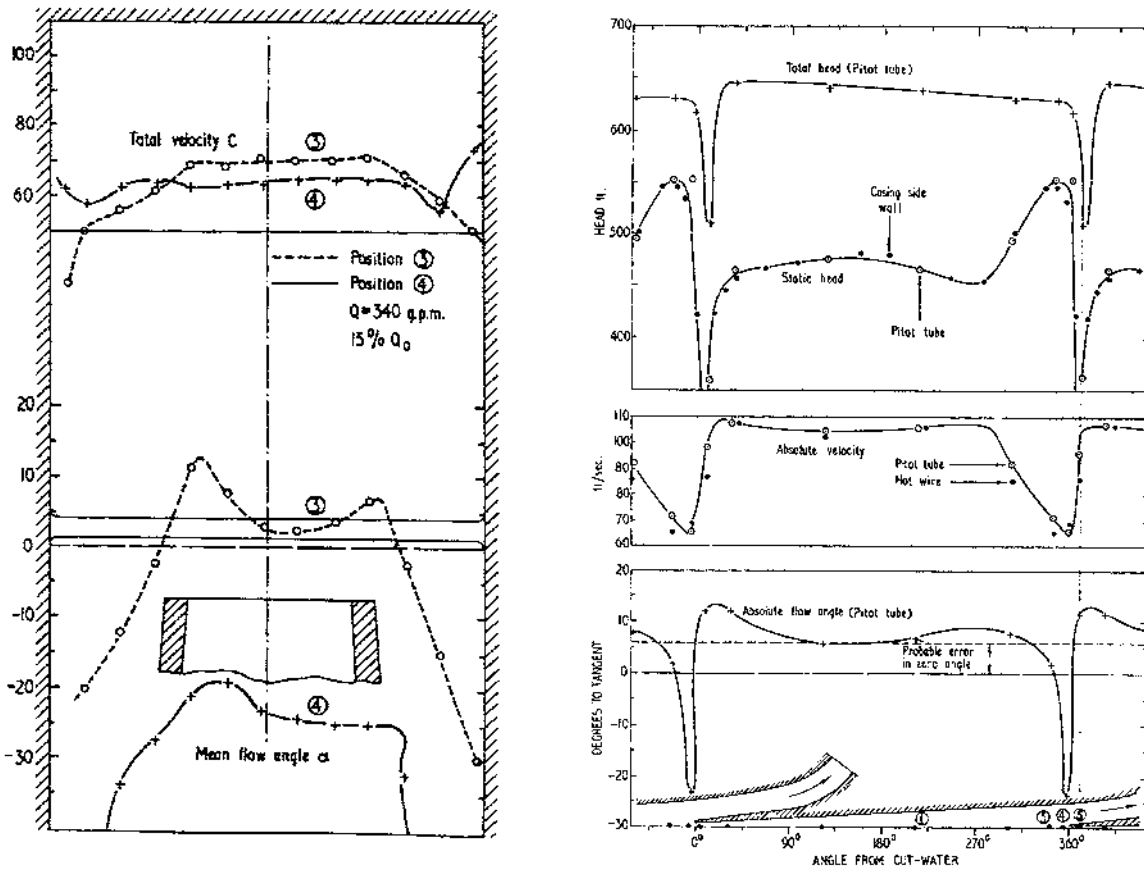 100
80
60
20
10
0
-10
-20
-30
Total velocity C
③
④
Position ③
Position ④
Q = 340 g.p.m.
13% Q₀
③
④
Mean flow angle α
700
600
500
400
HEAD ft.
Total head (Pitot tube)
Casing side
wall
Static head
Pitot tube
110
100
90
80
70
60
ft/sec.
Absolute velocity
Pitot tube
Hot wire
20
10
0
-10
-20
-30
DEGREES TO TANGENT
Absolute flow angle (Pitot tube)
Probable error
in zero angle
④
0° 90° 180° 270° 360°
ANGLE FROM CUT-WATER